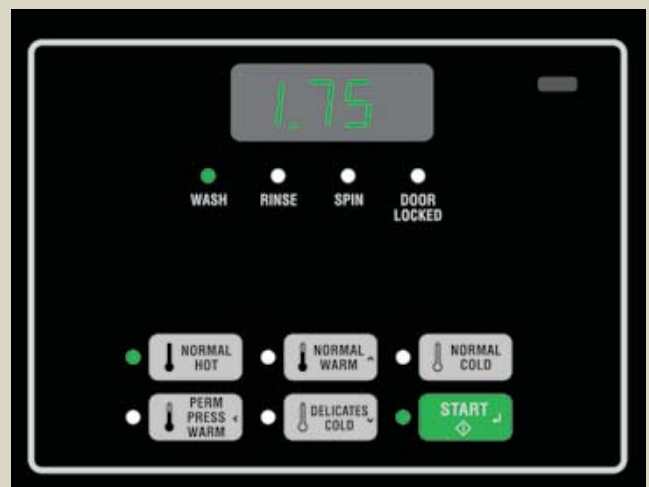 1.75
WASH RINSE SPIN DOOR LOCKED
NORMAL HOT
NORMAL WARM
NORMAL COLD
PERM PRESS WARM
DELICATES COLD
START